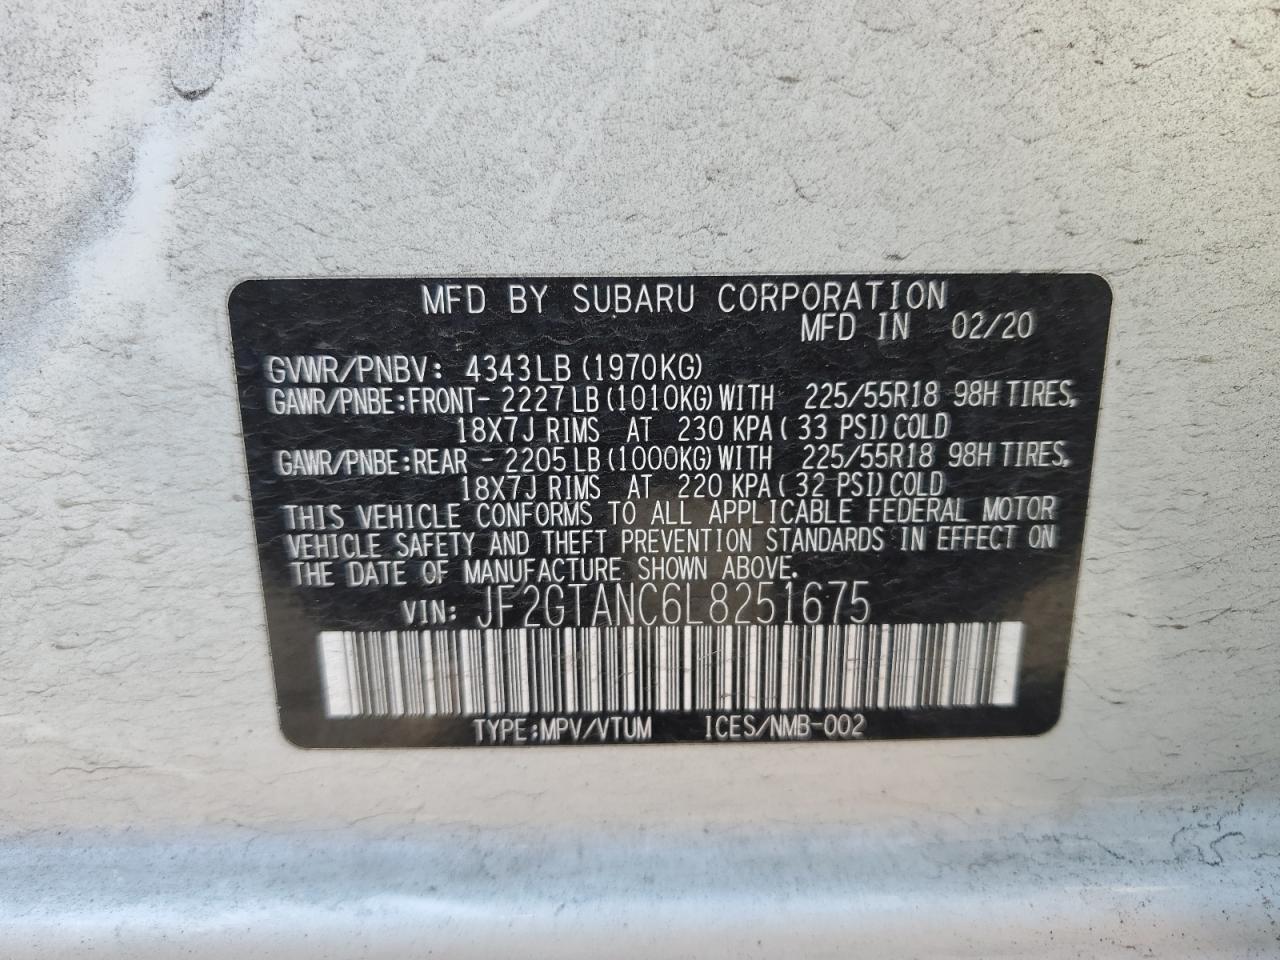 MFD BY SUBARU CORPORATION
MFD IN 02/20
GVWR/PNBV: 4343LB (1970KG)
GAWR/PNBE:FRONT- 2227LB (1010KG) WITH 225/55R18 98H TIRES,
18X7J RIMS AT 230 KPA( 33 PSI) COLD
GAWR/PNBE:REAR - 2205LB (1000KG) WITH 225/55R18 98H TIRES,
18X7J RIMS AT 220 KPA( 32 PSI) COLD
THIS VEHICLE CONFORMS TO ALL APPLICABLE FEDERAL MOTOR
VEHICLE SAFETY AND THEFT PREVENTION STANDARDS IN EFFECT ON
THE DATE OF MANUFACTURE SHOWN ABOVE.
VIN: JF2GTANC6L8251675
TYPE:MPV/VTUM ICES/NMB-002